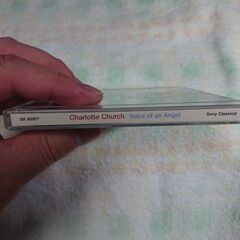 SK 60957 Charlotte Church Voice of an Angel Sony Classical